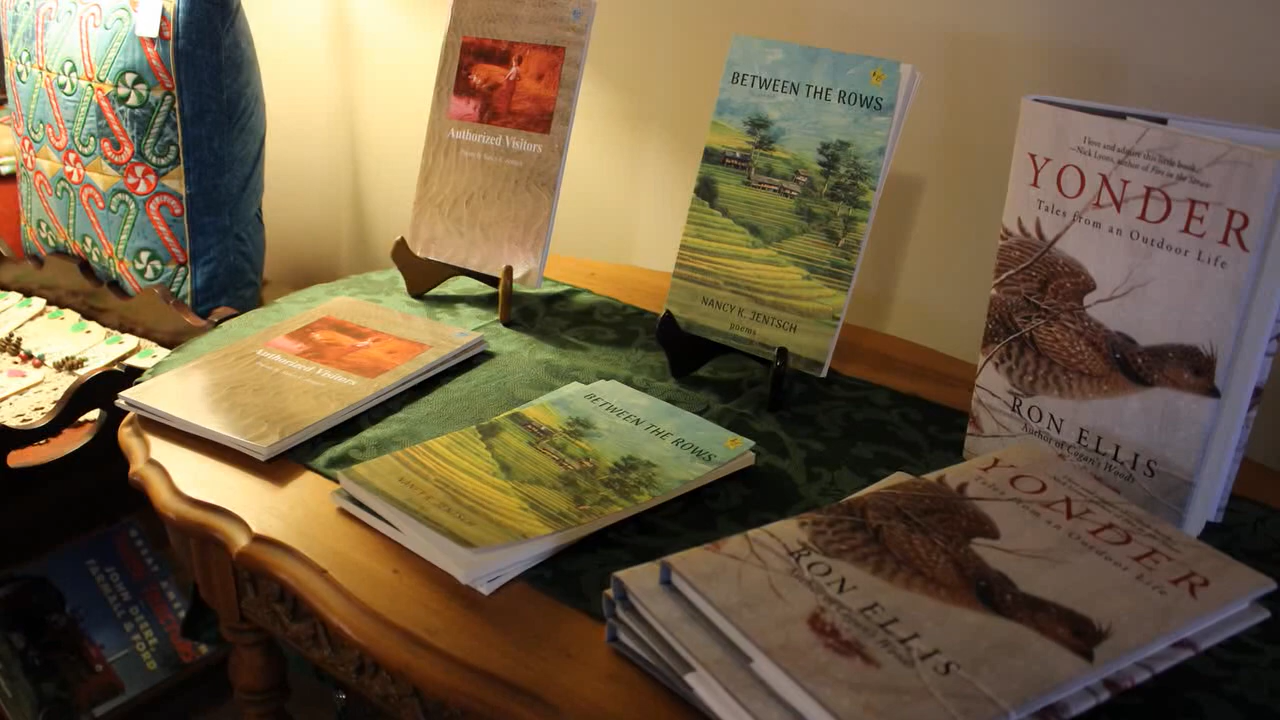 Authorized Visitors
BETWEEN THE ROWS
NANCY K. JENTSCH
poems
I love and admire this little book.
—Nick Lyons, author of Fire in the Straw
YONDER
Tales from an Outdoor Life
RON ELLIS
Author of Cogan's Woods
Authorized Visitors
BETWEEN THE ROWS
YONDER
Tales from an Outdoor Life
RON ELLIS
JOHN DEERE,
FARMALL & FORD